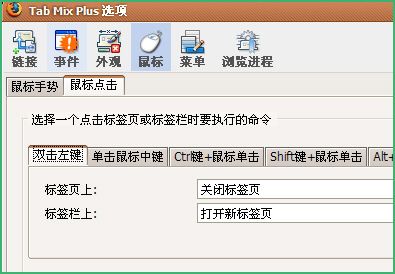 Tab Mix Plus 选项
链接 事件 外观 鼠标 菜单 浏览进程
鼠标手势 鼠标点击
选择一个点击标签页或标签栏时要执行的命令
双击左键 单击鼠标中键 Ctrl键+鼠标单击 Shift键+鼠标单击 Alt+
标签页上: 关闭标签页
标签栏上: 打开新标签页